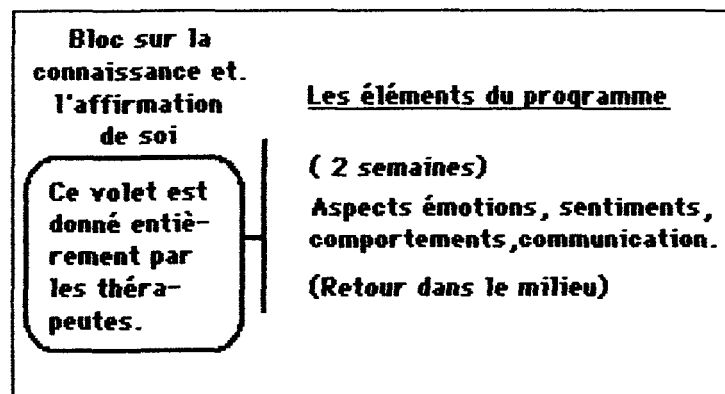 Bloc sur la
connaissance et.
l'affirmation
de soi
Ce volet est
donné entiè-
rement par
les théra-
peutes.
Les éléments du programme
( 2 semaines)
Aspects émotions, sentiments,
comportements,communication.
(Retour dans le milieu)